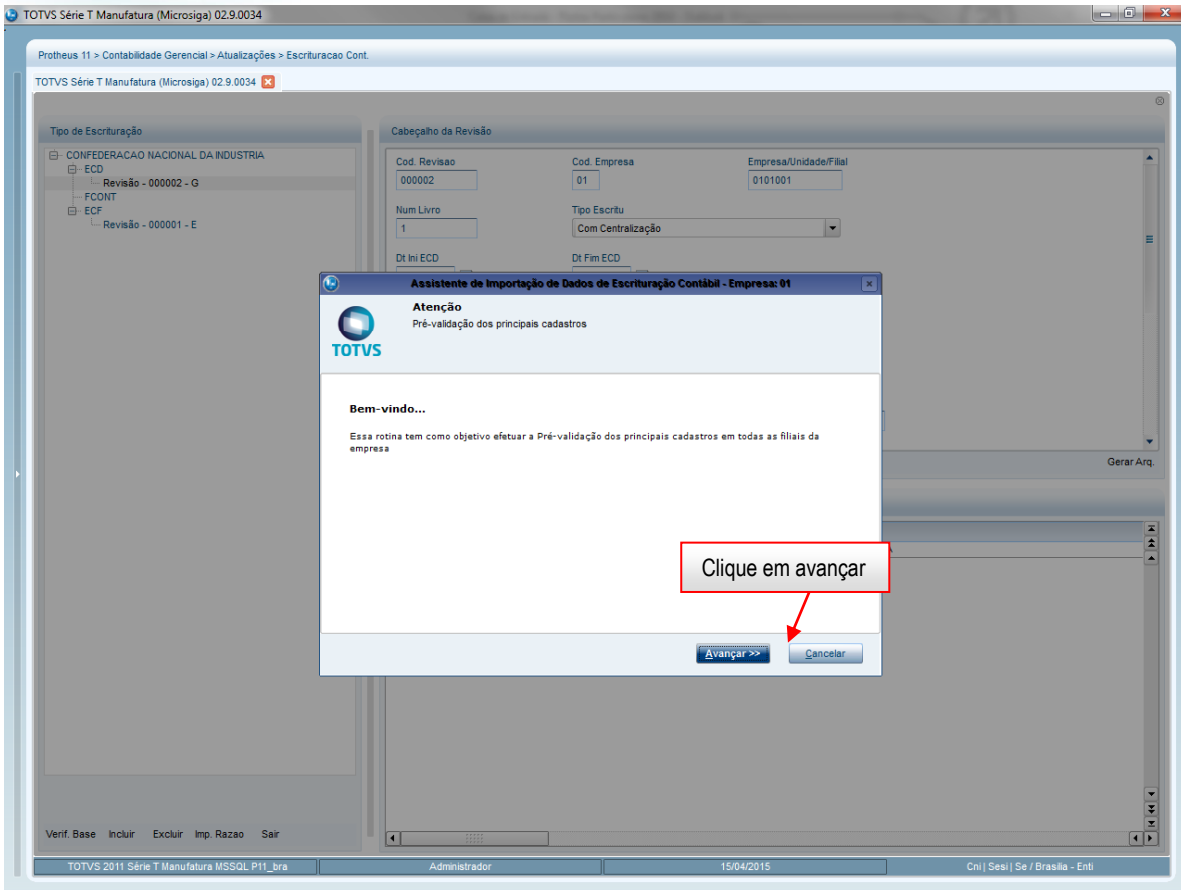 TOTVS Série T Manufatura (Microsiga) 02.9.0034
Protheus 11 > Contabilidade Gerencial > Atualizações > Escrituracao Cont.
TOTVS Série T Manufatura (Microsiga) 02.9.0034
Tipo de Escrituração
CONFEDERACAO NACIONAL DA INDUSTRIA
ECD
Revisão - 000002 - G
FCONT
ECF
Revisão - 000001 - E
Verif. Base Incluir Excluir Imp. Razao Sair
Cabeçalho da Revisão
Cod. Revisao Cod. Empresa Empresa/Unidade/Filial
000002 01 0101001
Num Livro Tipo Escritu
1 Com Centralização
Dt Ini ECD Dt Fim ECD
Gerar Arq.
Assistente de Importação de Dados de Escrituração Contábil - Empresa: 01
Atenção
Pré-validação dos principais cadastros
TOTVS
Bem-vindo...
Essa rotina tem como objetivo efetuar a Pré-validação dos principais cadastros em todas as filiais da
empresa
Clique em avançar
Avançar >> Cancelar
TOTVS 2011 Série T Manufatura MSSQL P11_bra Administrador 15/04/2015 Cni | Sesi | Se / Brasilia - Enti